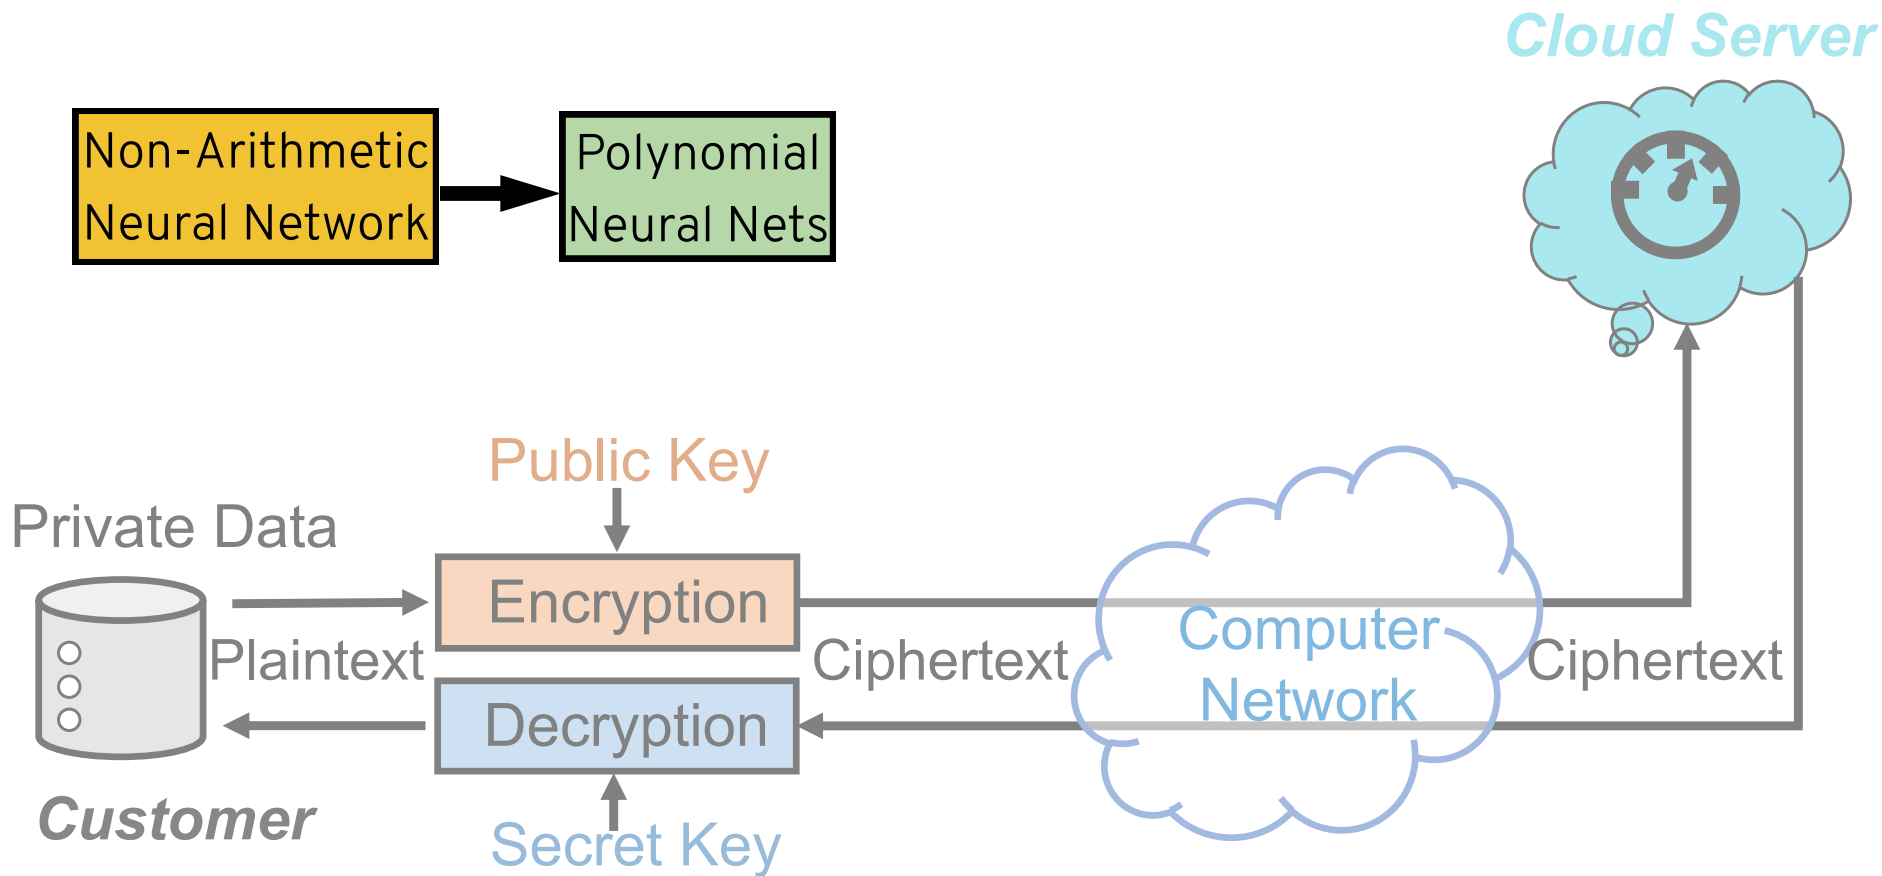 Cloud Server
Non-Arithmetic
Neural Network
Polynomial
Neural Nets
Public Key
Private Data
Encryption
Plaintext
Ciphertext
Computer
Network
Ciphertext
Decryption
Customer
Secret Key